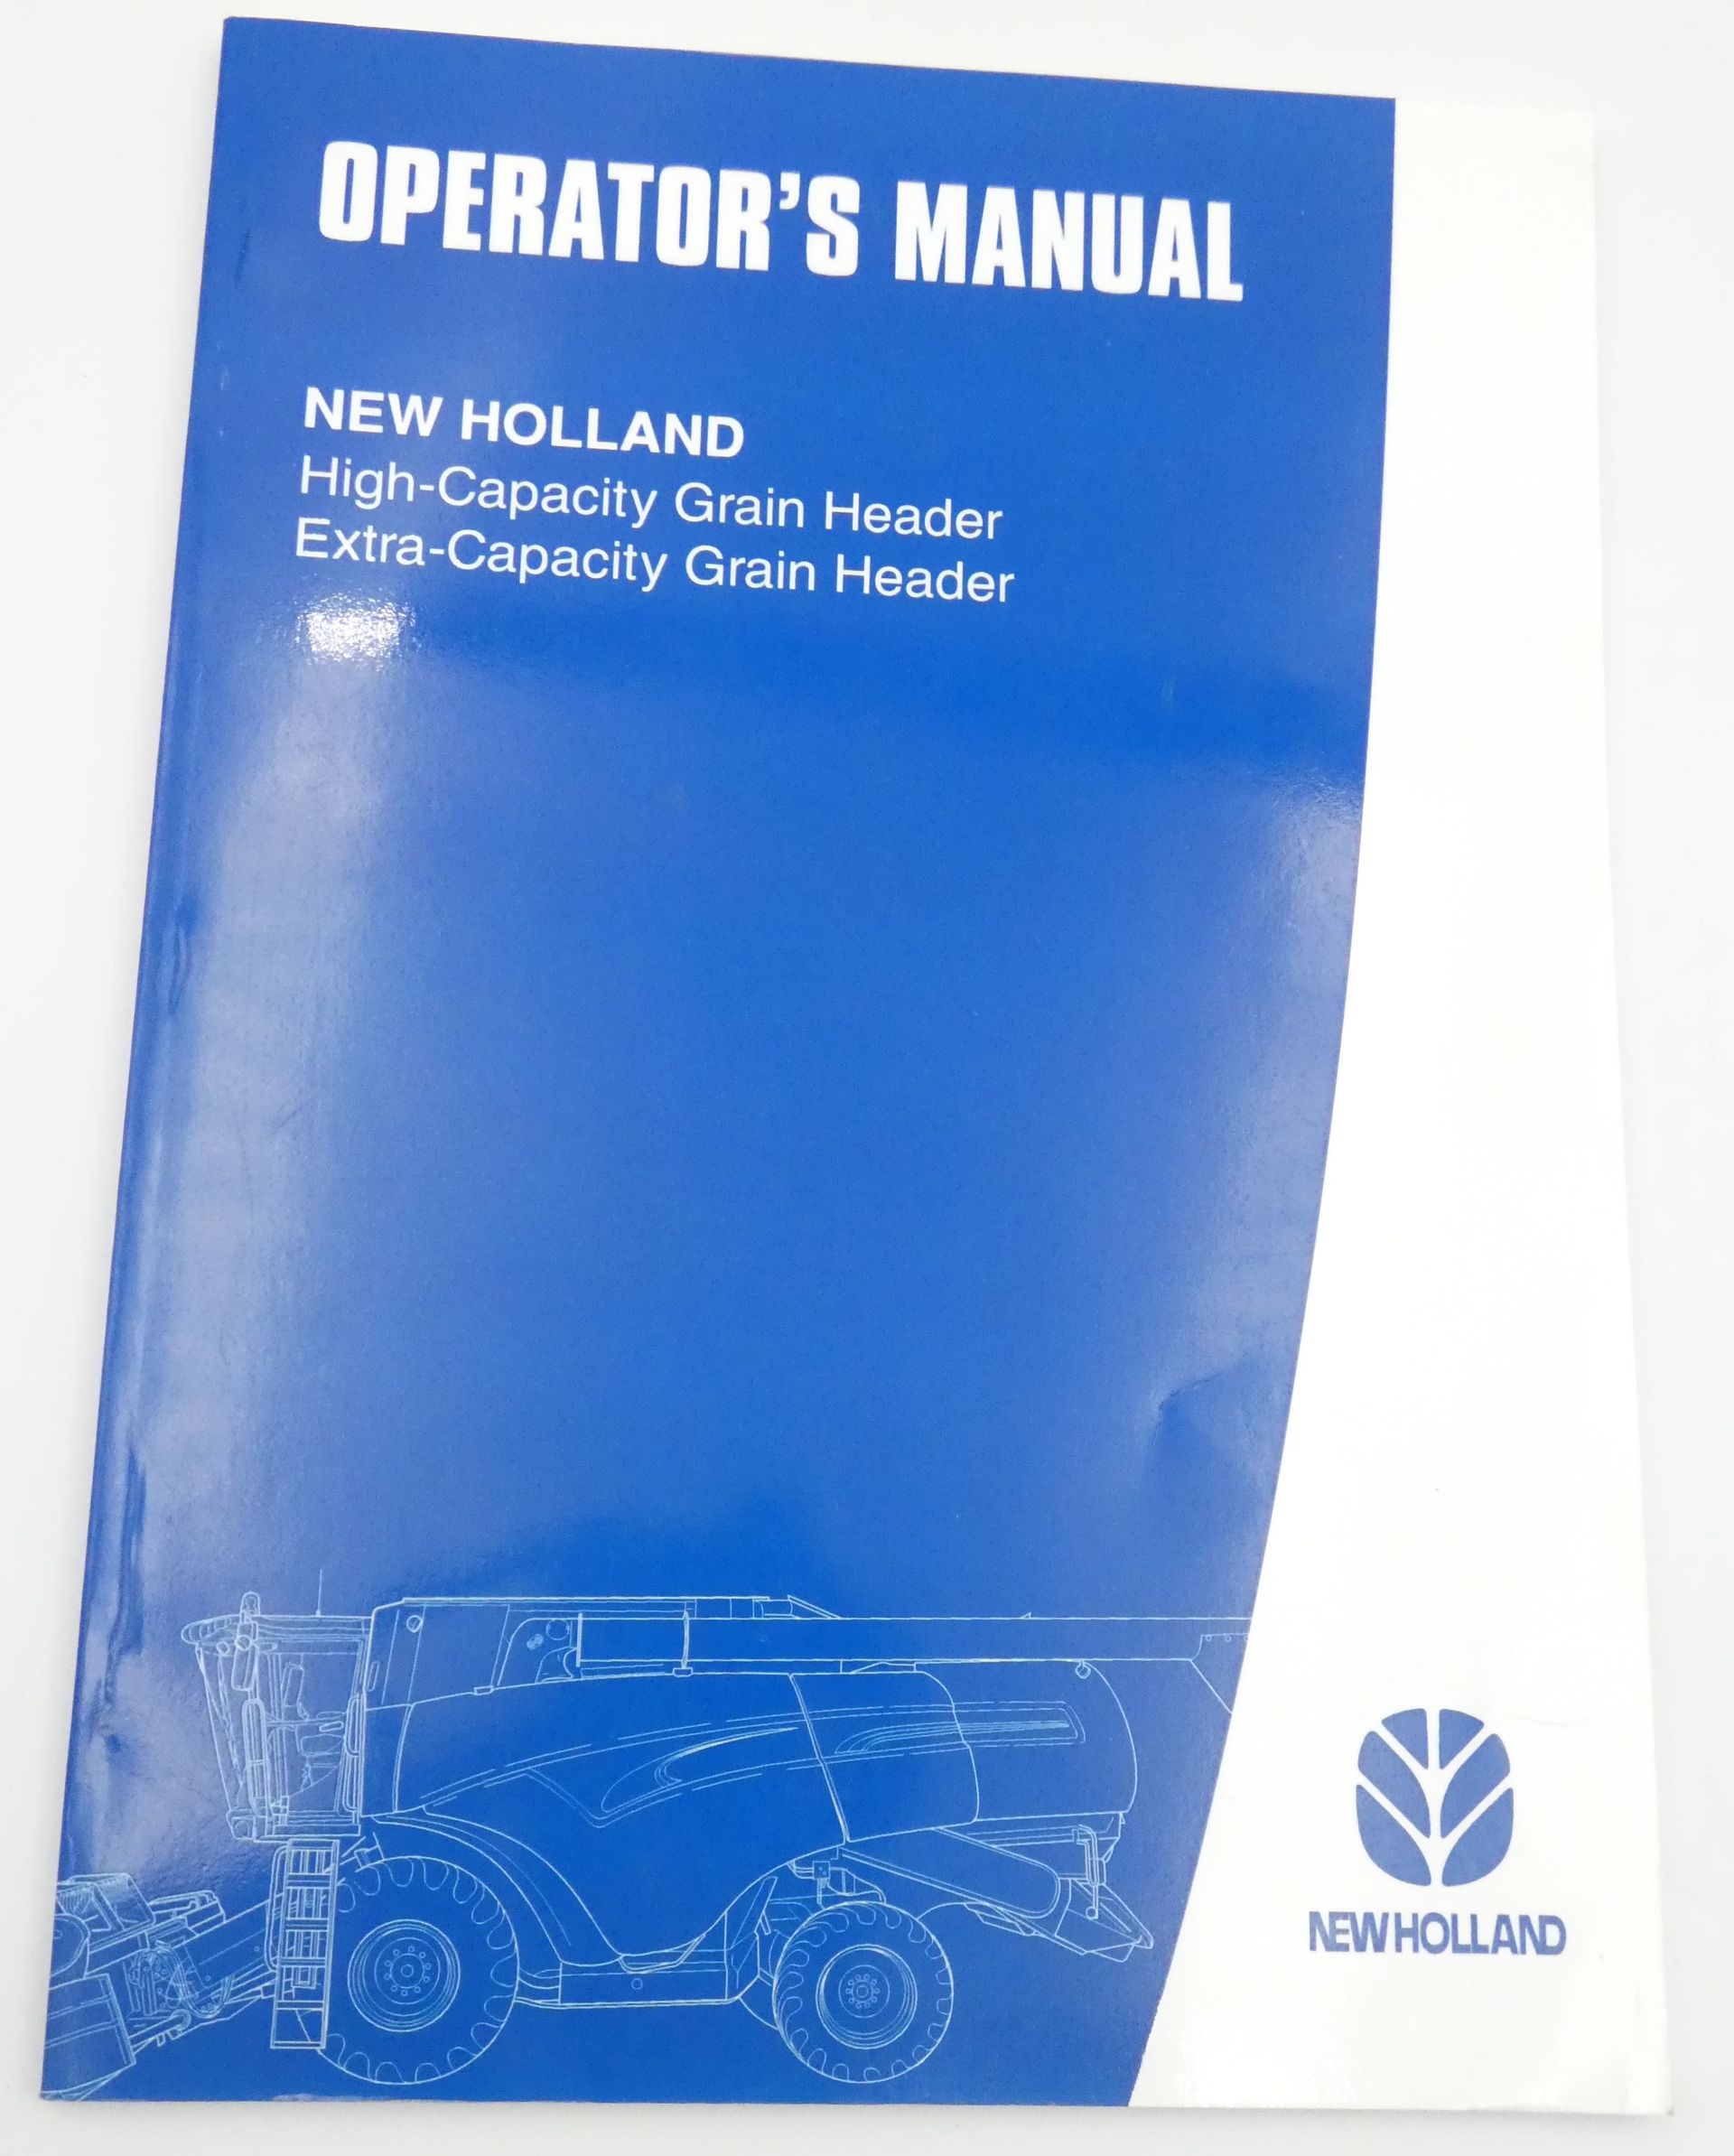 OPERATOR'S MANUAL
NEW HOLLAND
High-Capacity Grain Header
Extra-Capacity Grain Header
NEW HOLLAND